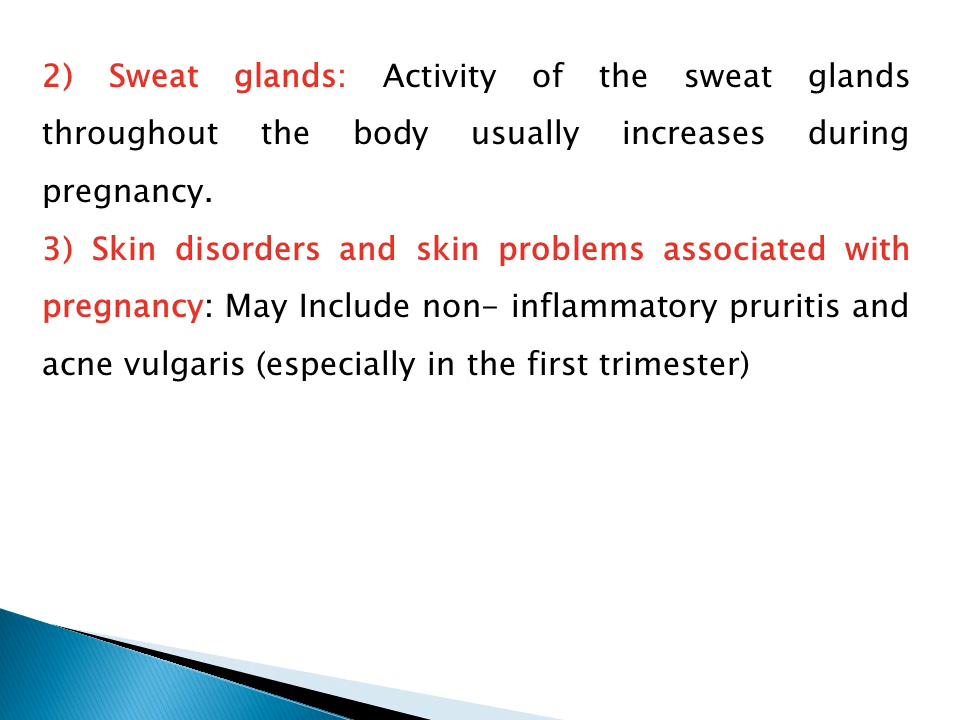 2) Sweat glands: Activity of the sweat glands
throughout the body usually increases during
pregnancy.
3) Skin disorders and skin problems associated with
pregnancy: May Include non- inflammatory pruritis and
acne vulgaris (especially in the first trimester)